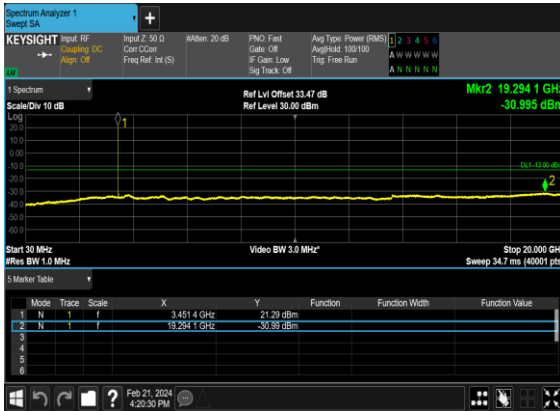 Spectrum Analyzer 1
Swept SA
KEYSIGHT Input: RF Input Z: 50 Ω #Atten: 20 dB PNO: Fast Avg Type: Power (RMS) 1 2 3 4 5 6
Coupling: DC Corr CCorr Gate: Off Avg|Hold: 100/100 A W W W W W
Align: Off Freq Ref: Int (S) IF Gain: Low Trig: Free Run
Sig Track: Off A N N N N N
LXI
1 Spectrum
Scale/Div 10 dB
Ref Lvl Offset 33.47 dB
Ref Level 30.00 dBm
Mkr2 19.294 1 GHz
-30.995 dBm
Log
20.0
10.0
0.00
-10.0
-20.0
-30.0
-40.0
-50.0
-60.0
1
DL1 -13.00 dBm
2
Start 30 MHz Video BW 3.0 MHz* Stop 20.000 GH
#Res BW 1.0 MHz Sweep 34.7 ms (40001 pts
5 Marker Table
Mode Trace Scale X Y Function Function Width Function Value
1 N 1 f 3.451 4 GHz 21.29 dBm
2 N 1 f 19.294 1 GHz -30.99 dBm
3
4
5
6
? Feb 21, 2024
4:20:30 PM